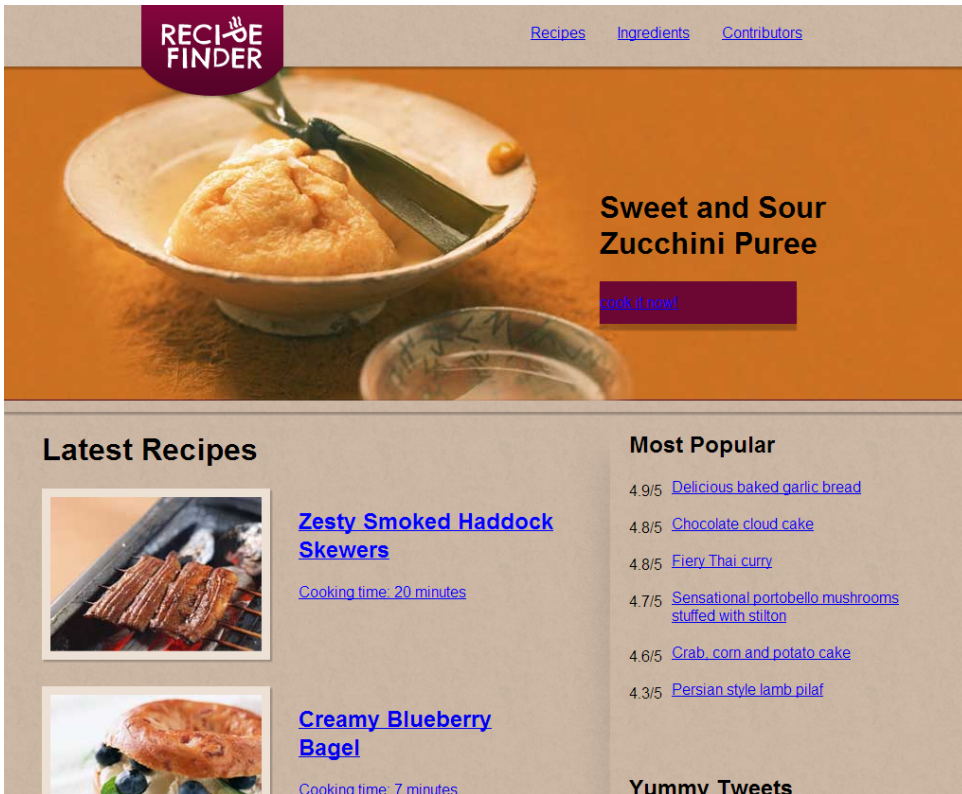 RECIPE
FINDER
Recipes Ingredients Contributors
Sweet and Sour
Zucchini Puree
cook it now!
Latest Recipes
Zesty Smoked Haddock
Skewers
Cooking time: 20 minutes
Creamy Blueberry
Bagel
Cooking time: 7 minutes
Most Popular
4.9/5 Delicious baked garlic bread
4.8/5 Chocolate cloud cake
4.8/5 Fiery Thai curry
4.7/5 Sensational portobello mushrooms
stuffed with stilton
4.6/5 Crab, corn and potato cake
4.3/5 Persian style lamb pilaf
Yummy Tweets